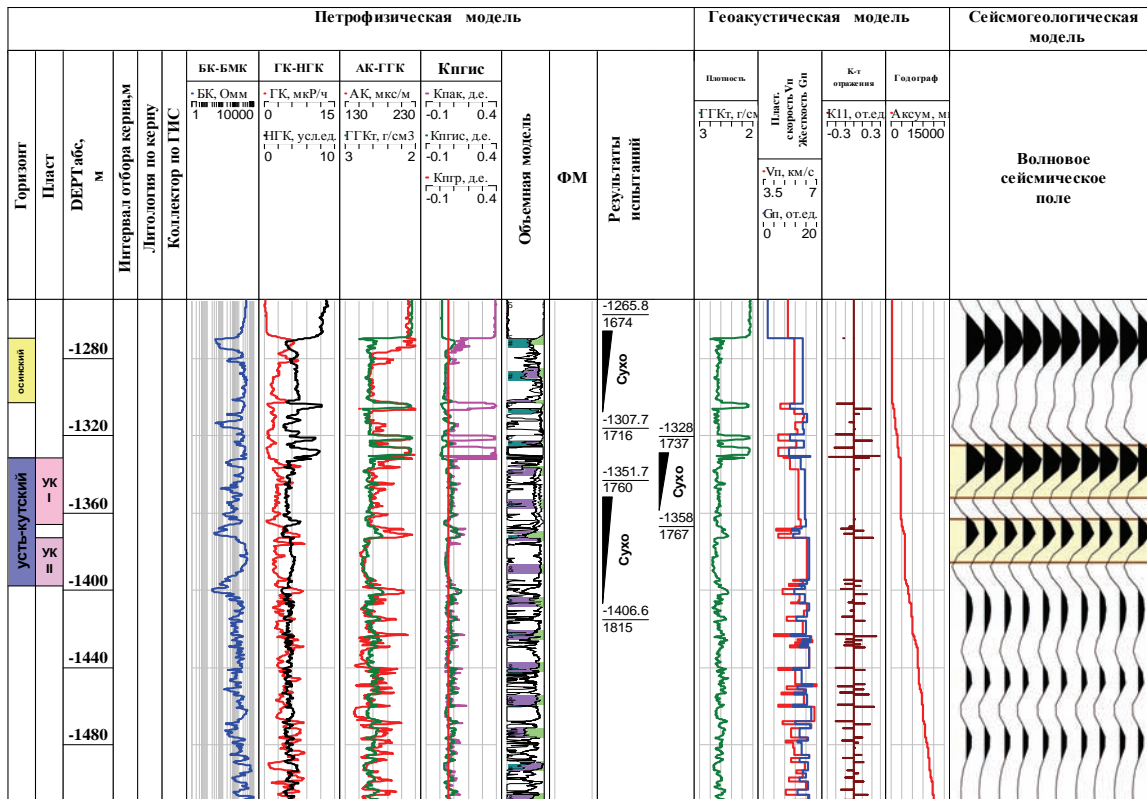 Петрофизическая модель
Геоакустическая модель
Сейсмогеологическая
модель
Горизонт
Пласт
DEPTабс,
м
Интервал отбора керна,м
Литология по керну
Коллектор по ГИС
БК-БМК
БК, Омм
1 10000
ГК-НГК
ГК, мкР/ч
0 15
НГК, усл.ед.
0 10
АК-ГГК
АК, мкс/м
130 230
ГГКт, г/см3
3 2
Кпгис
Кпак, д.е.
-0.1 0.4
Кпгис, д.е.
-0.1 0.4
Кпгр, д.е.
-0.1 0.4
Объемная модель
ФМ
Результаты
испытаний
Плотность
ГГКт, г/см
3 2
Пласт.
скорость Vп
Жесткость Gп
Vп, км/с
3.5 7
Gп, от.ед.
0 20
К-т
отражения
К11, от.ед.
-0.3 0.3
Годограф
Аксум, м
0 15000
Волновое
сейсмическое
поле
осинский
усть-кутский
УК
I
УК
II
-1280
-1320
-1360
-1400
-1440
-1480
-1265.8
1674
Сухо
-1307.7
1716
-1328
1737
Сухо
-1358
1767
-1351.7
1760
Сухо
-1406.6
1815